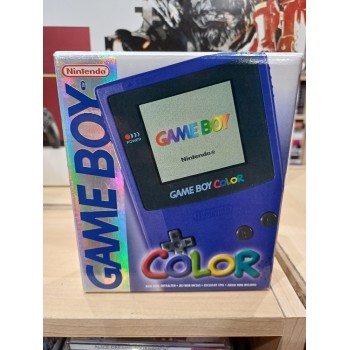 Nintendo
GAME BOY
POWER
GAME BOY
Nintendo®
GAME BOY COLOR
COLOR